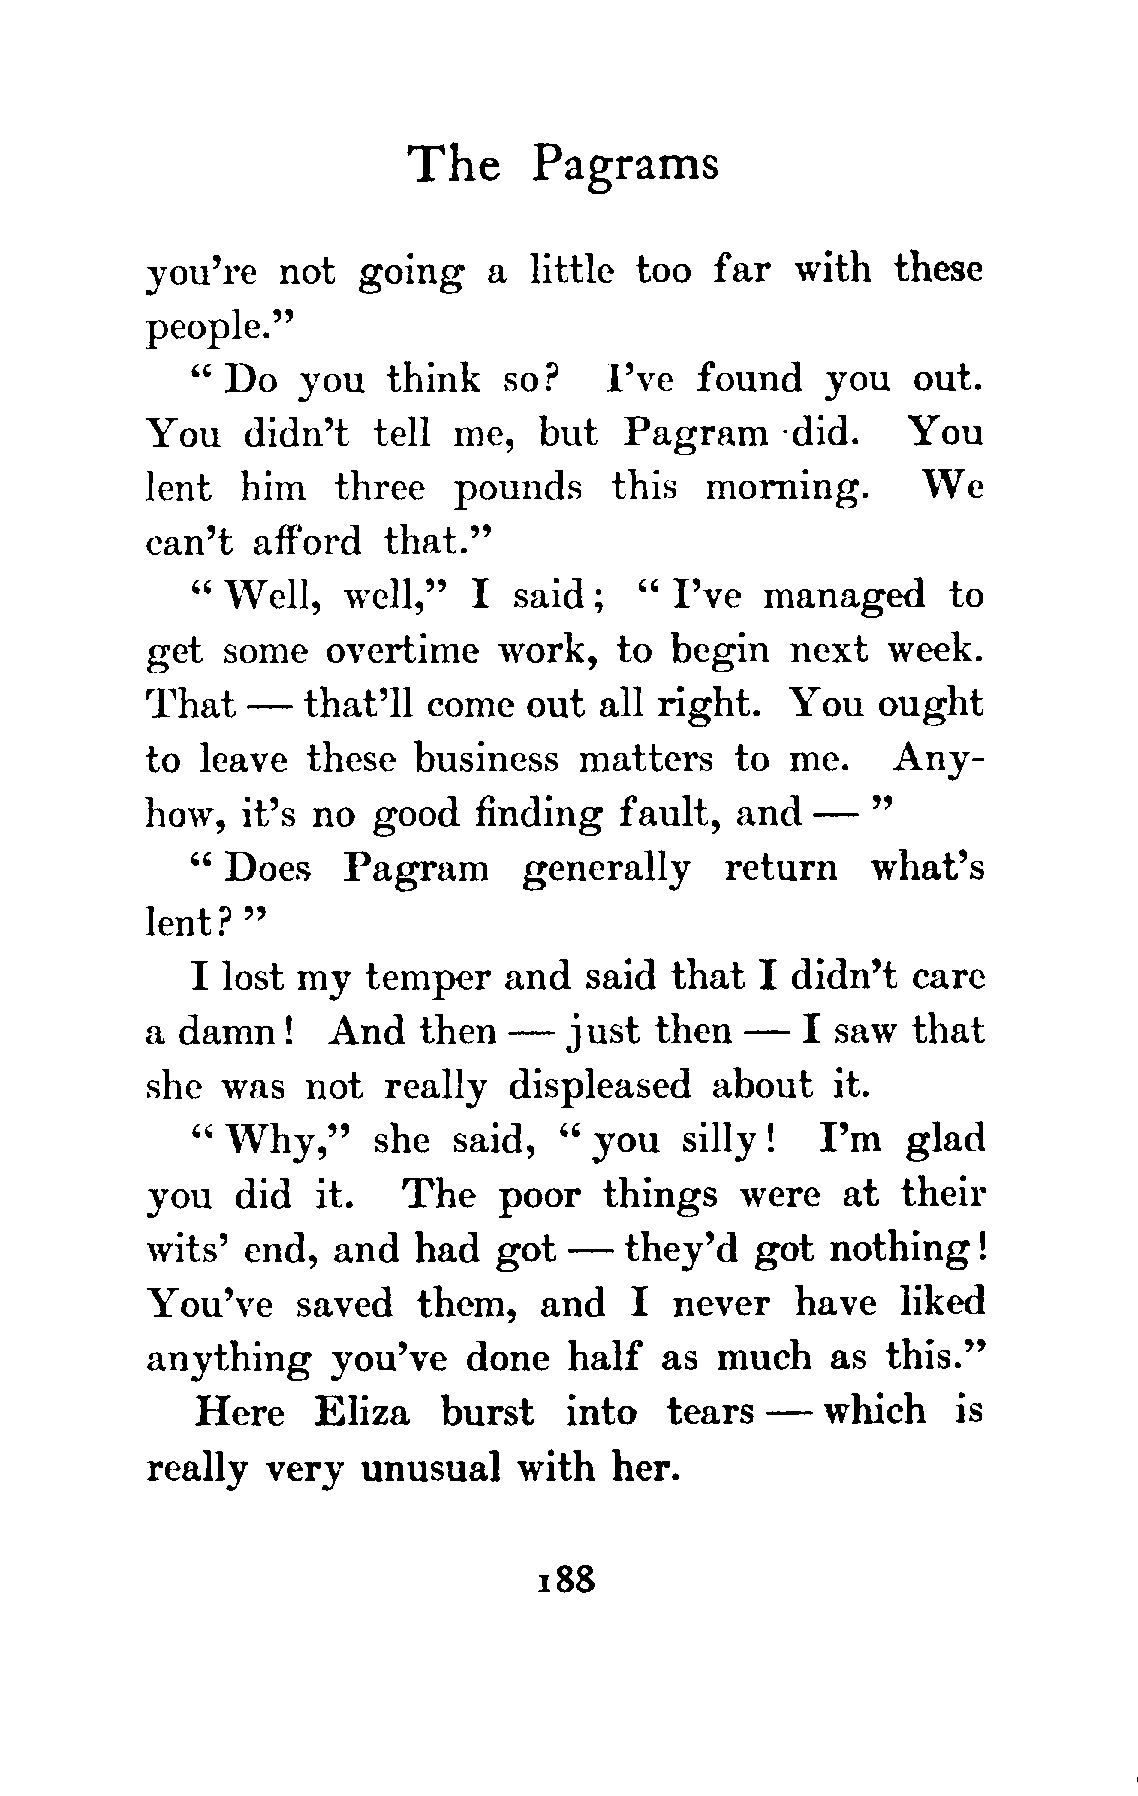 The Pagrams
you're not going a little too far with these
people."
" Do you think so? I've found you out.
You didn't tell me, but Pagram did. You
lent him three pounds this morning. We
can't afford that."
" Well, well," I said; " I've managed to
get some overtime work, to begin next week.
That — that'll come out all right. You ought
to leave these business matters to me. Any-
how, it's no good finding fault, and — "
" Does Pagram generally return what's
lent? "
I lost my temper and said that I didn't care
a damn! And then — just then — I saw that
she was not really displeased about it.
" Why," she said, " you silly! I'm glad
you did it. The poor things were at their
wits' end, and had got — they'd got nothing!
You've saved them, and I never have liked
anything you've done half as much as this."
Here Eliza burst into tears — which is
really very unusual with her.
188